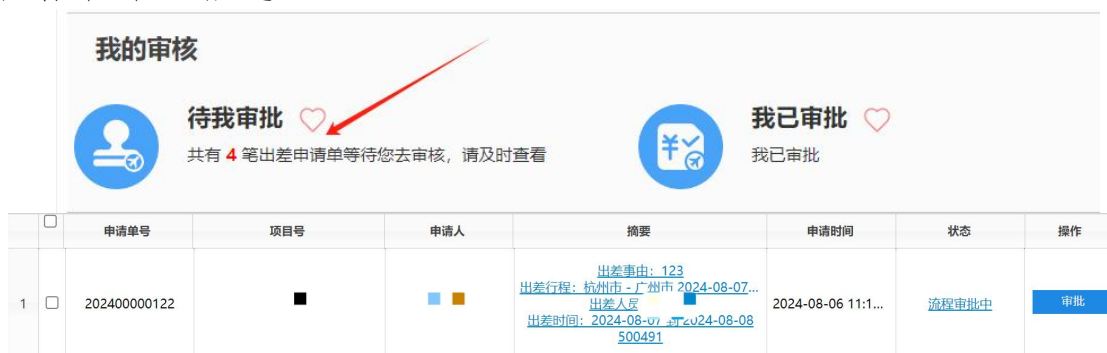 我的审核
待我审批
共有 4 笔出差申请单等待您去审核，请及时查看
我已审批
我已审批
申请单号 项目号 申请人 摘要 申请时间 状态 操作
出差事由：123
出差行程：杭州市 - 广州市 2024-08-07...
出差人员
1 202400000122 2024-08-06 11:1... 流程审批中 审批
出差时间：2024-08-07 到 2024-08-08
500491